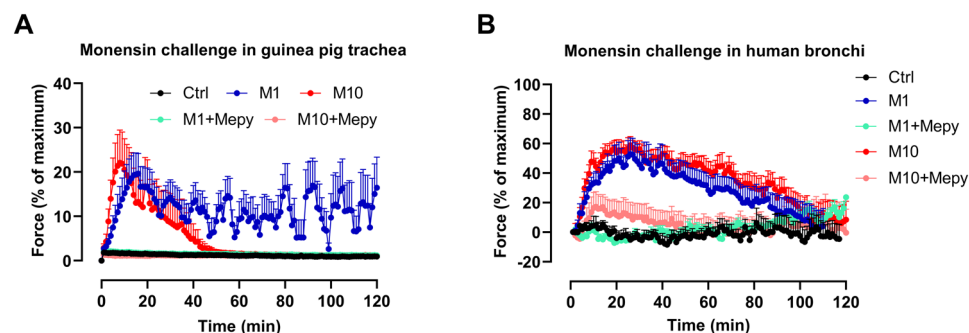 A
Monensin challenge in guinea pig trachea
Ctrl M1 M10
M1+Mepy M10+Mepy
Force (% of maximum)
40
30
20
10
0
0 20 40 60 80 100 120
Time (min)
B
Monensin challenge in human bronchi
Force (% of maximum)
100
80
60
40
20
0
-20
0 20 40 60 80 100 120
Time (min)
Ctrl
M1
M1+Mepy
M10
M10+Mepy